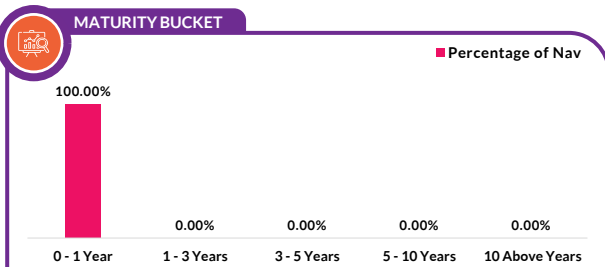 MATURITY BUCKET
Percentage of Nav
100.00%
0.00% 0.00% 0.00% 0.00%
0 - 1 Year 1 - 3 Years 3 - 5 Years 5 - 10 Years 10 Above Years